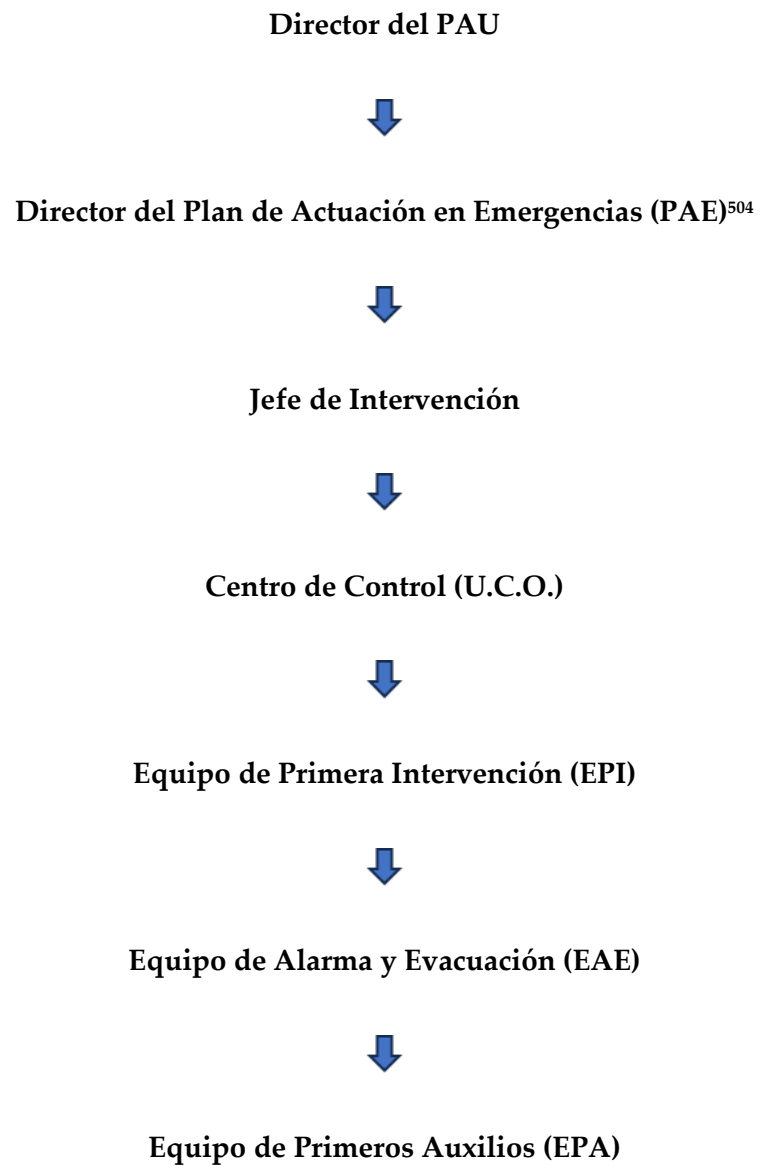 Director del PAU
Director del Plan de Actuación en Emergencias (PAE)⁵⁰⁴
Jefe de Intervención
Centro de Control (U.C.O.)
Equipo de Primera Intervención (EPI)
Equipo de Alarma y Evacuación (EAE)
Equipo de Primeros Auxilios (EPA)